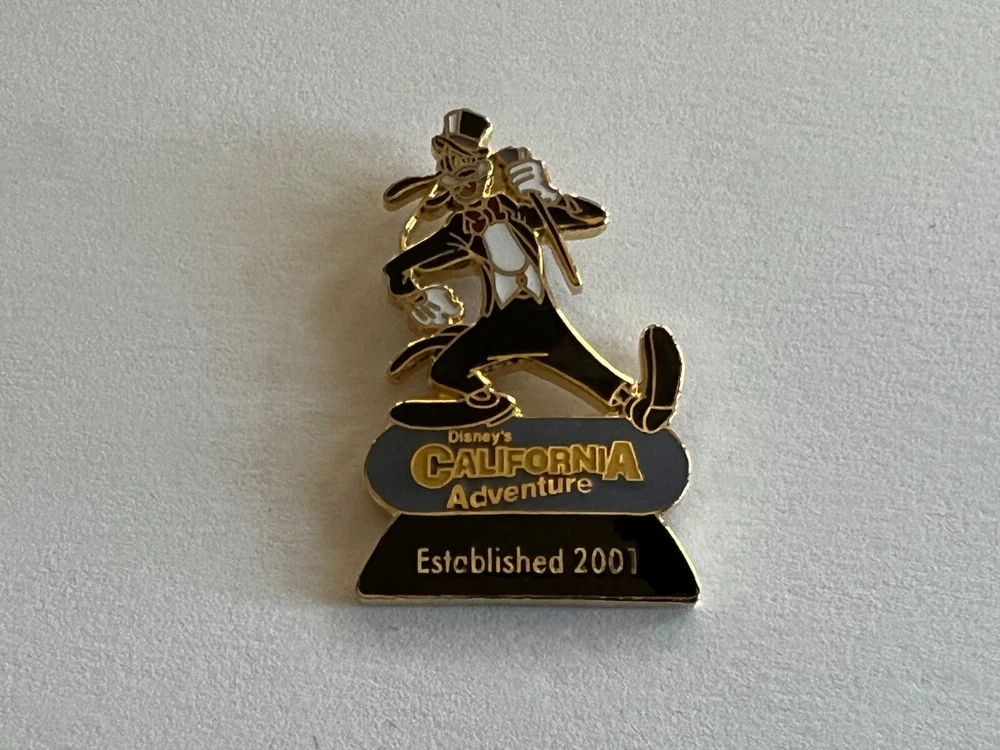 Disney's
CALIFORNIA
Adventure
Established 2001